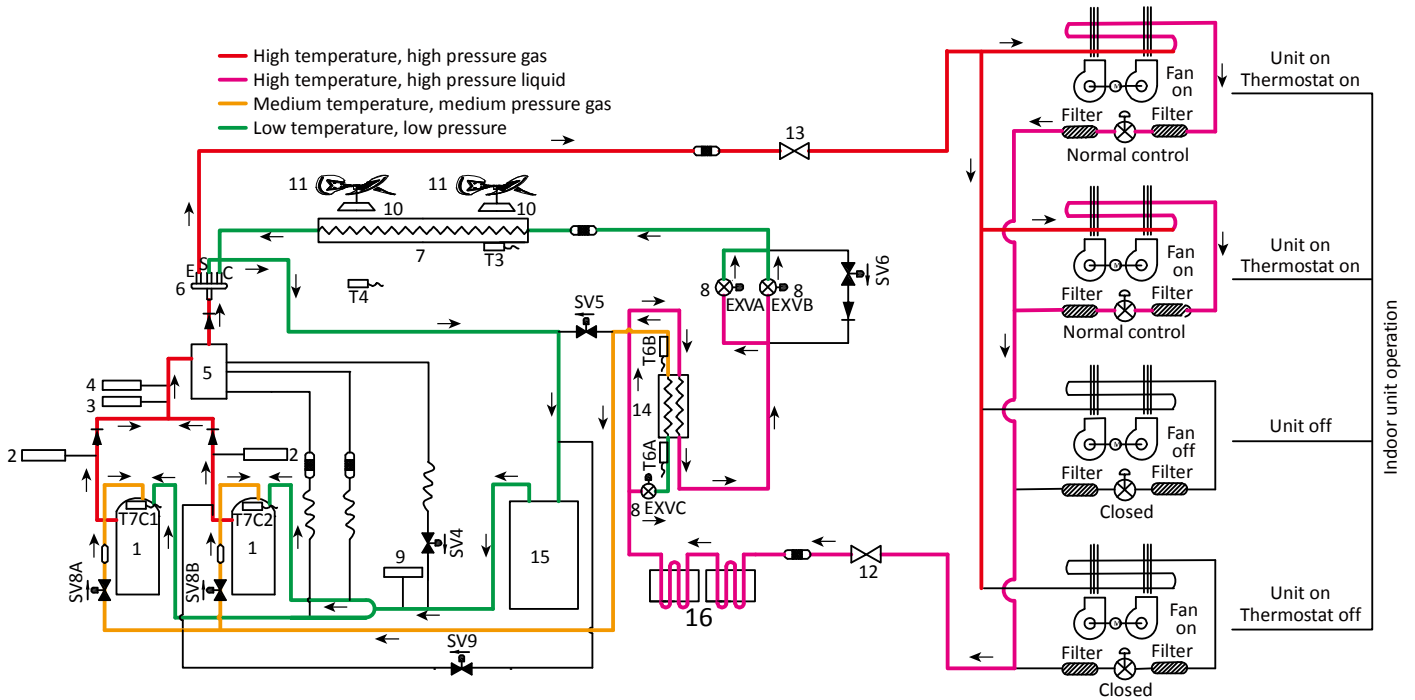 High temperature, high pressure gas
High temperature, high pressure liquid
Medium temperature, medium pressure gas
Low temperature, low pressure
13
11
11
10
10
7
T3
T4
E
S
C
6
5
4
3
2
2
T7C1
T7C2
1
1
SV8A
SV8B
SV9
9
SV4
15
SV5
T6B
14
T6A
8
EXVC
8
EXVA
8
EXVB
SV6
16
12
Fan
on
Filter
Filter
Normal control
Unit on
Thermostat on
Fan
on
Filter
Filter
Normal control
Unit on
Thermostat on
Fan
off
Filter
Filter
Closed
Unit off
Fan
on
Filter
Filter
Closed
Unit on
Thermostat off
Indoor unit operation